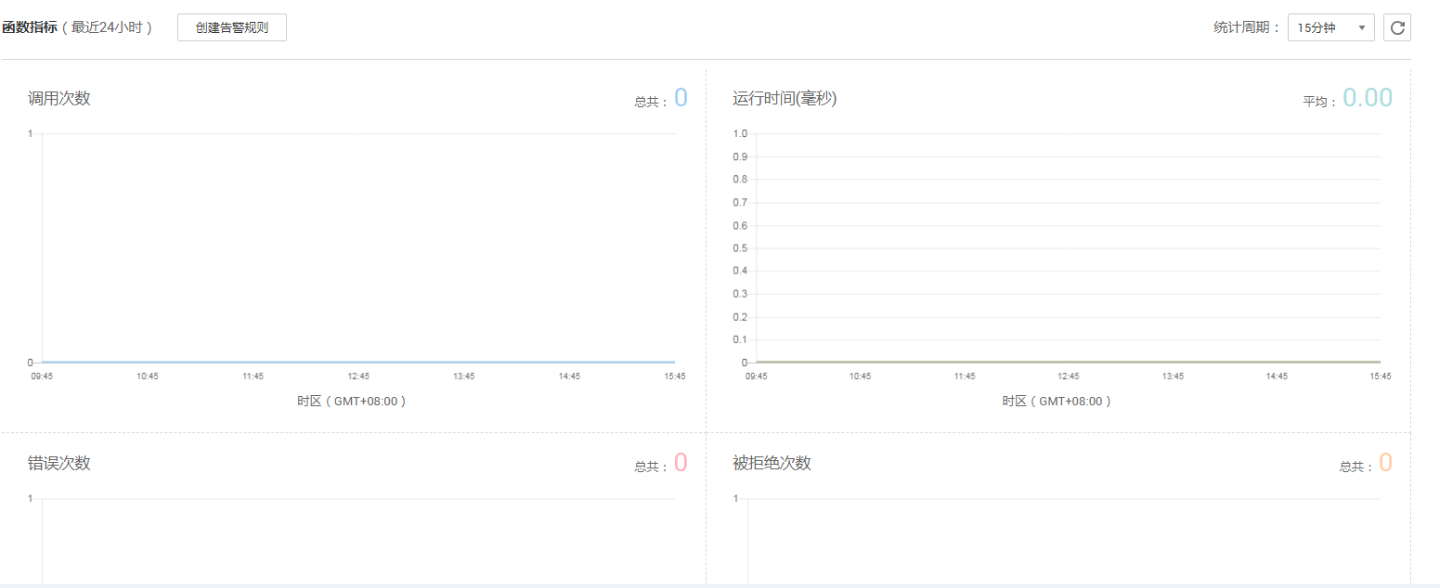 函数指标（最近24小时） 创建告警规则 统计周期： 15分钟
调用次数 总共： 0
1
0
09:45 10:45 11:45 12:45 13:45 14:45 15:45
时区（GMT+08:00）
运行时间(毫秒) 平均： 0.00
1.0
0.9
0.8
0.7
0.6
0.5
0.4
0.3
0.2
0.1
0
09:45 10:45 11:45 12:45 13:45 14:45 15:45
时区（GMT+08:00）
错误次数 总共： 0
1
被拒绝次数 总共： 0
1